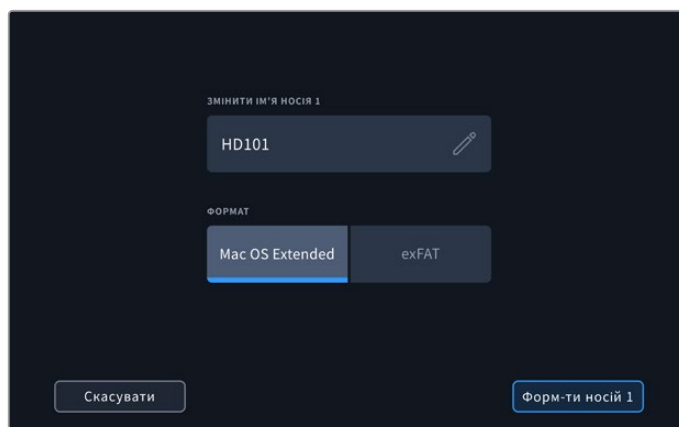 ЗМІНИТИ ІМ'Я НОСІЯ 1
HD101
ФОРМАТ
Mac OS Extended
exFAT
Скасувати
Форм-ти носій 1